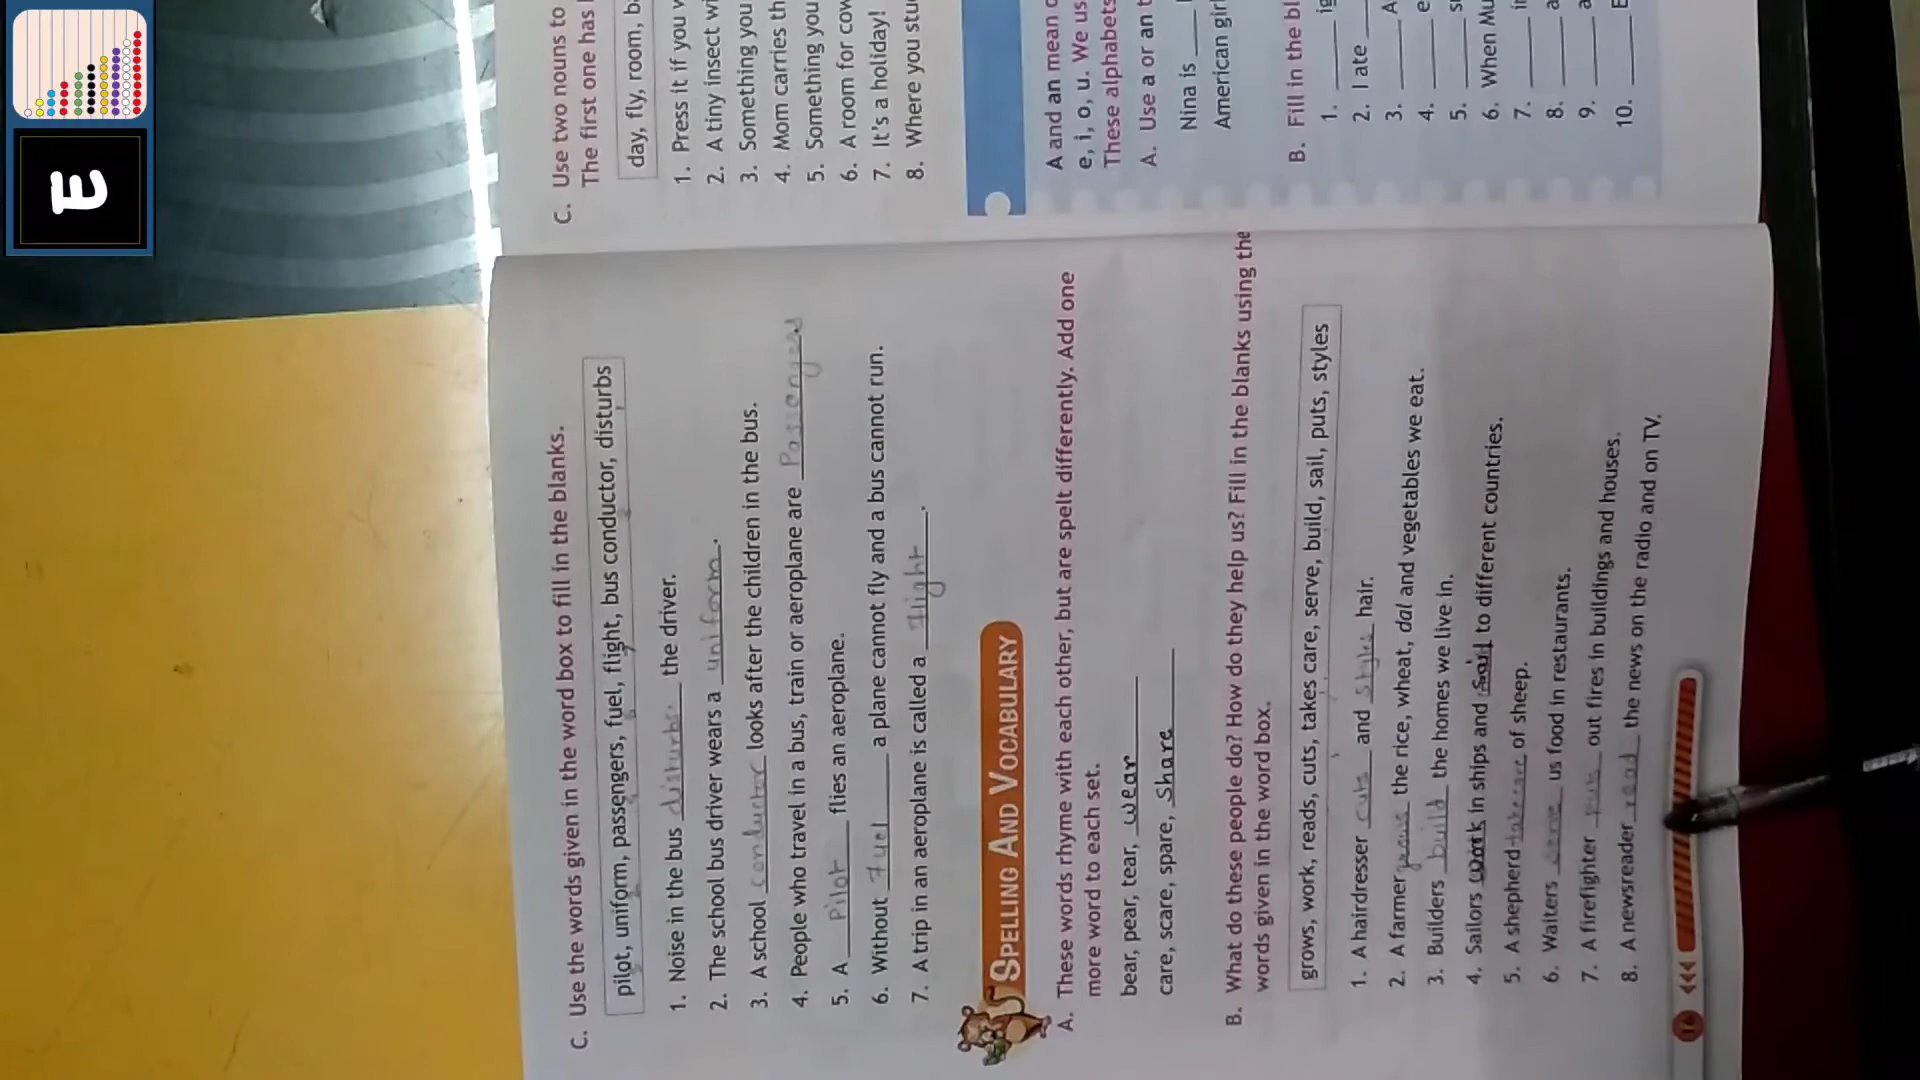 C. Use the words given in the word box to fill in the blanks.
pilot, uniform, passengers, fuel, flight, bus conductor, disturbs
1. Noise in the bus disturbs the driver.
2. The school bus driver wears a uniform.
3. A school conductor looks after the children in the bus.
4. People who travel in a bus, train or aeroplane are Passengers
5. A Pilot flies an aeroplane.
6. Without Fuel a plane cannot fly and a bus cannot run.
7. A trip in an aeroplane is called a Flight.
SPELLING AND VOCABULARY
A. These words rhyme with each other, but are spelt differently. Add one
more word to each set.
bear, pear, tear, wear
care, scare, spare, Share
B. What do these people do? How do they help us? Fill in the blanks using the
words given in the word box.
grows, work, reads, cuts, takes care, serve, build, sail, puts, styles
1. A hairdresser cuts and styles hair.
2. A farmer grows the rice, wheat, dal and vegetables we eat.
3. Builders build the homes we live in.
4. Sailors work in ships and Sail to different countries.
5. A shepherd of sheep.
6. Waiters us food in restaurants.
7. A firefighter puts out fires in buildings and houses.
8. A newsreader read the news on the radio and on TV.
16
C. Use two nouns to
The first one has
day, fly, room,
1. Press it if you
2. A tiny insect
3. Something you
4. Mom carries
5. Something you
6. A room for
7. It's a holiday!
8. Where you
A and an mean
e, i, o, u. We
These alphabets
A. Use a or an
Nina is
American
B. Fill in the
1.
2. I ate
3.
4.
5.
6. When
7.
8.
9.
10.